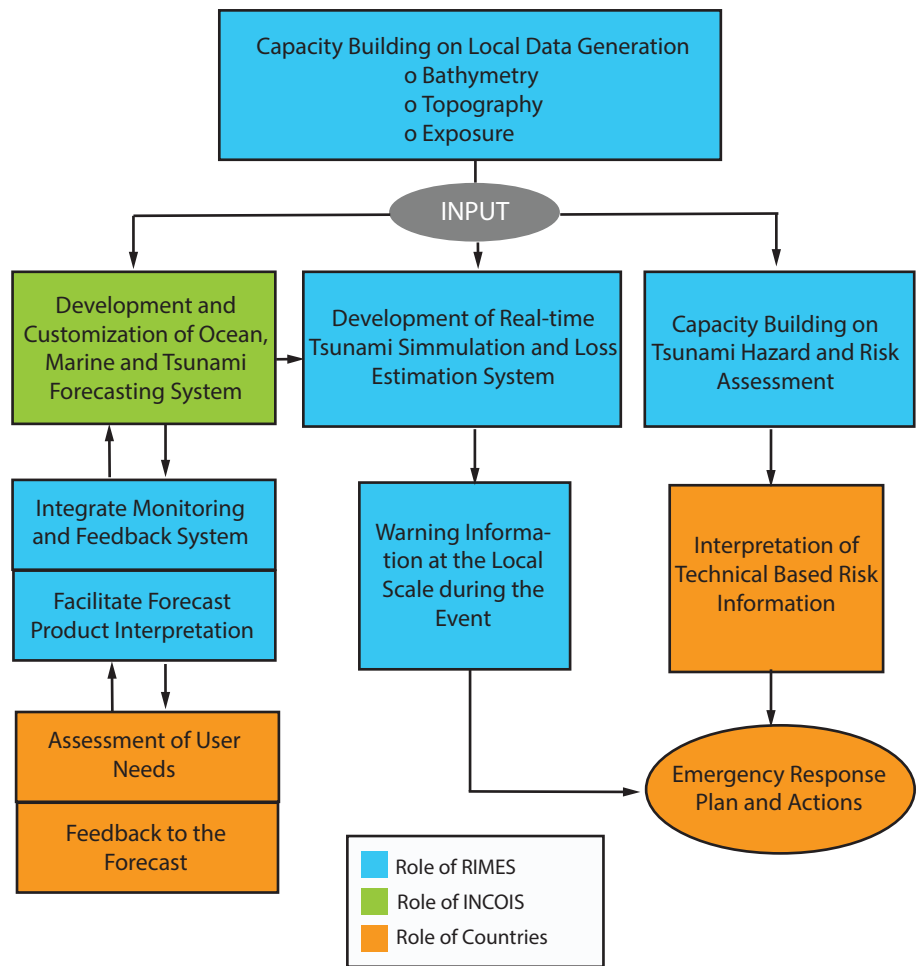 Capacity Building on Local Data Generation
o Bathymetry
o Topography
o Exposure
INPUT
Development and
Customization of Ocean,
Marine and Tsunami
Forecasting System
Development of Real-time
Tsunami Simmulation and Loss
Estimation System
Capacity Building on
Tsunami Hazard and Risk
Assessment
Integrate Monitoring
and Feedback System
Facilitate Forecast
Product Interpretation
Warning Informa-
tion at the Local
Scale during the
Event
Interpretation of
Technical Based Risk
Information
Assessment of User
Needs
Feedback to the
Forecast
Emergency Response
Plan and Actions
Role of RIMES
Role of INCOIS
Role of Countries